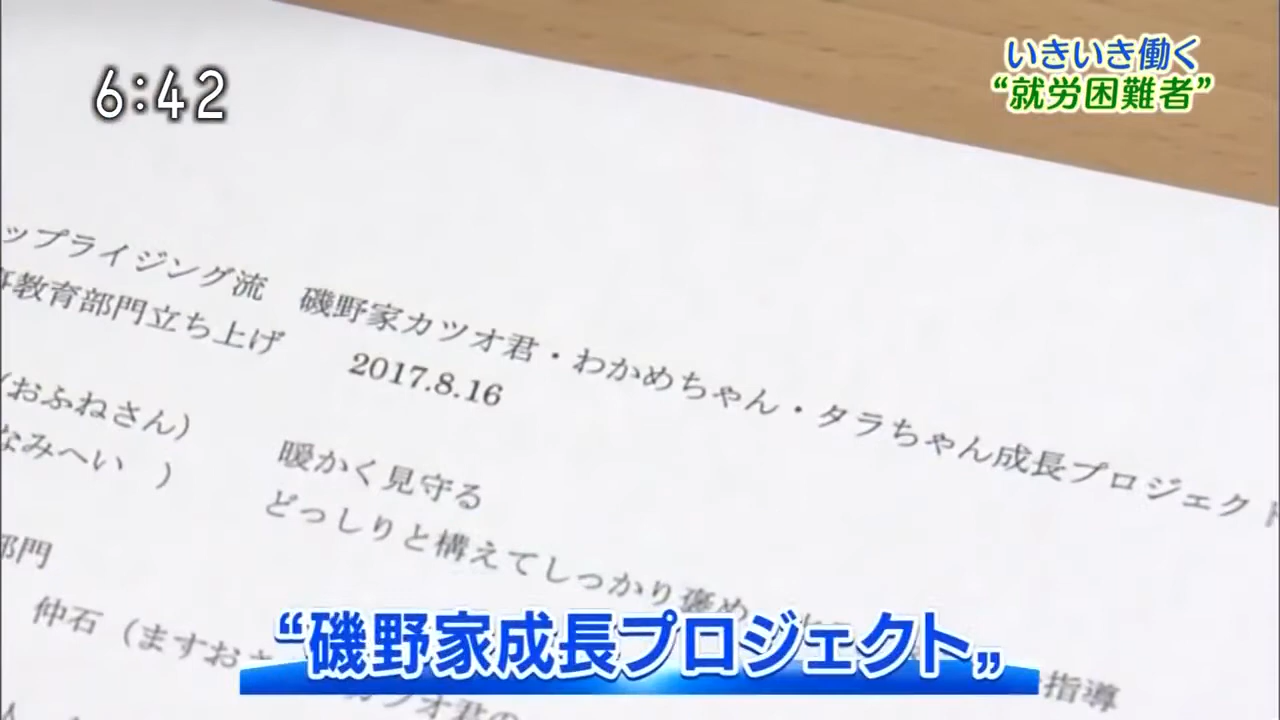 6:42
いきいき働く
“就労困難者”
ップライジング流 磯野家カツオ君・わかめちゃん・タラちゃん成長プロジェクト
教育部門立ち上げ 2017.8.16
(おふねさん) 暖かく見守る
なみへい ) どっしりと構えてしっかり褒め
部門
仲石(ますお
指導
“磯野家成長プロジェクト”